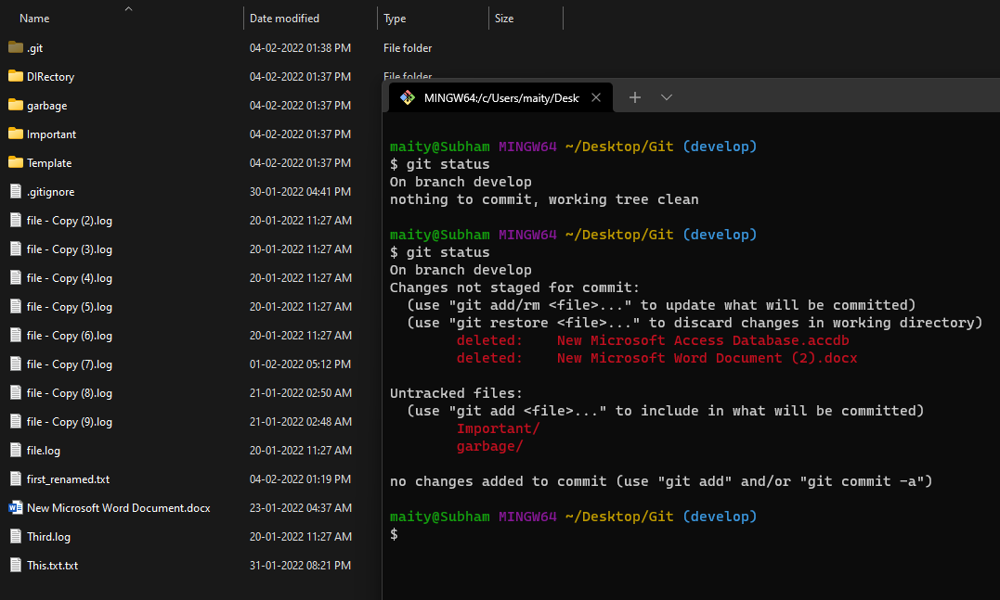 Name Date modified Type Size
.git 04-02-2022 01:38 PM File folder
DIRectory 04-02-2022 01:37 PM File folder
garbage 04-02-2022 01:37 PM
Important 04-02-2022 01:37 PM
Template 04-02-2022 01:37 PM
.gitignore 30-01-2022 04:41 PM
file - Copy (2).log 20-01-2022 11:27 AM
file - Copy (3).log 20-01-2022 11:27 AM
file - Copy (4).log 20-01-2022 11:27 AM
file - Copy (5).log 20-01-2022 11:27 AM
file - Copy (6).log 20-01-2022 11:27 AM
file - Copy (7).log 01-02-2022 05:12 PM
file - Copy (8).log 21-01-2022 02:50 AM
file - Copy (9).log 21-01-2022 02:48 AM
file.log 20-01-2022 11:27 AM
first_renamed.txt 04-02-2022 01:19 PM
New Microsoft Word Document.docx 23-01-2022 04:37 AM
Third.log 20-01-2022 11:27 AM
This.txt.txt 31-01-2022 08:21 PM
MINGW64:/c/Users/maity/Desk
maity@Subham MINGW64 ~/Desktop/Git (develop)
$ git status
On branch develop
nothing to commit, working tree clean
maity@Subham MINGW64 ~/Desktop/Git (develop)
$ git status
On branch develop
Changes not staged for commit:
(use "git add/rm <file>..." to update what will be committed)
(use "git restore <file>..." to discard changes in working directory)
deleted: New Microsoft Access Database.accdb
deleted: New Microsoft Word Document (2).docx
Untracked files:
(use "git add <file>..." to include in what will be committed)
Important/
garbage/
no changes added to commit (use "git add" and/or "git commit -a")
maity@Subham MINGW64 ~/Desktop/Git (develop)
$